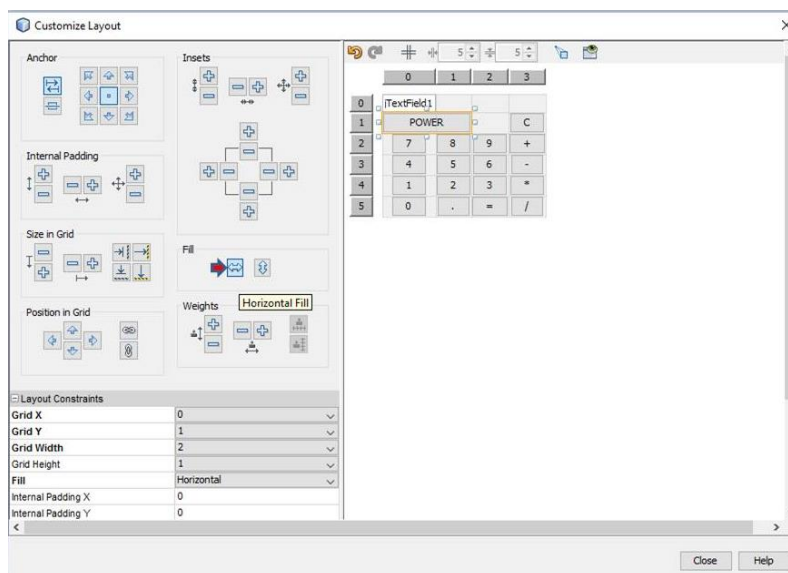 Customize Layout
Anchor
Insets
Internal Padding
Size in Grid
Fill
Horizontal Fill
Position in Grid
Weights
Layout Constraints
Grid X 0
Grid Y 1
Grid Width 2
Grid Height 1
Fill Horizontal
Internal Padding X 0
Internal Padding Y 0
5 5
0 1 2 3
0 jTextField1
1 POWER C
2 7 8 9 +
3 4 5 6 -
4 1 2 3 *
5 0 . = /
Close Help